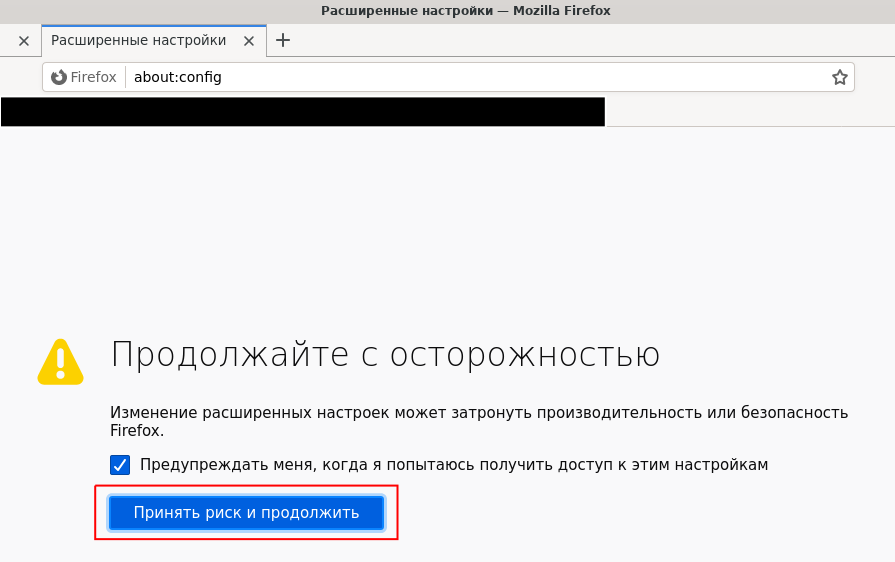 Расширенные настройки — Mozilla Firefox
Расширенные настройки
Firefox about:config
Продолжайте с осторожностью
Изменение расширенных настроек может затронуть производительность или безопасность
Firefox.
Предупреждать меня, когда я попытаюсь получить доступ к этим настройкам
Принять риск и продолжить